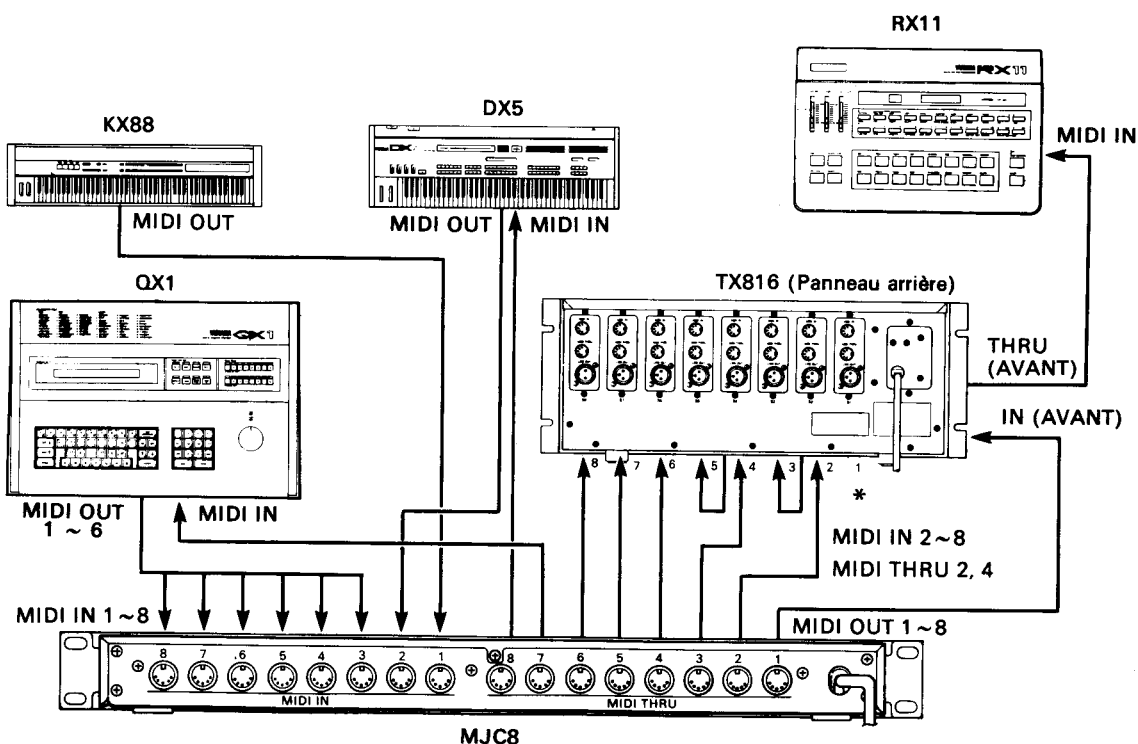 RX11
KX88
DX5
MIDI IN
MIDI OUT
MIDI OUT MIDI IN
QX1
TX816 (Panneau arrière)
THRU
(AVANT)
IN (AVANT)
8 7 6 5 4 3 2 1
*
MIDI OUT
1 ~ 6
MIDI IN
MIDI IN 2~8
MIDI THRU 2, 4
MIDI IN 1~8
MIDI OUT 1~8
8 7 .6 5 4 3 2 1 8 7 6 5 4 3 2 1
MIDI IN MIDI THRU
MJC8